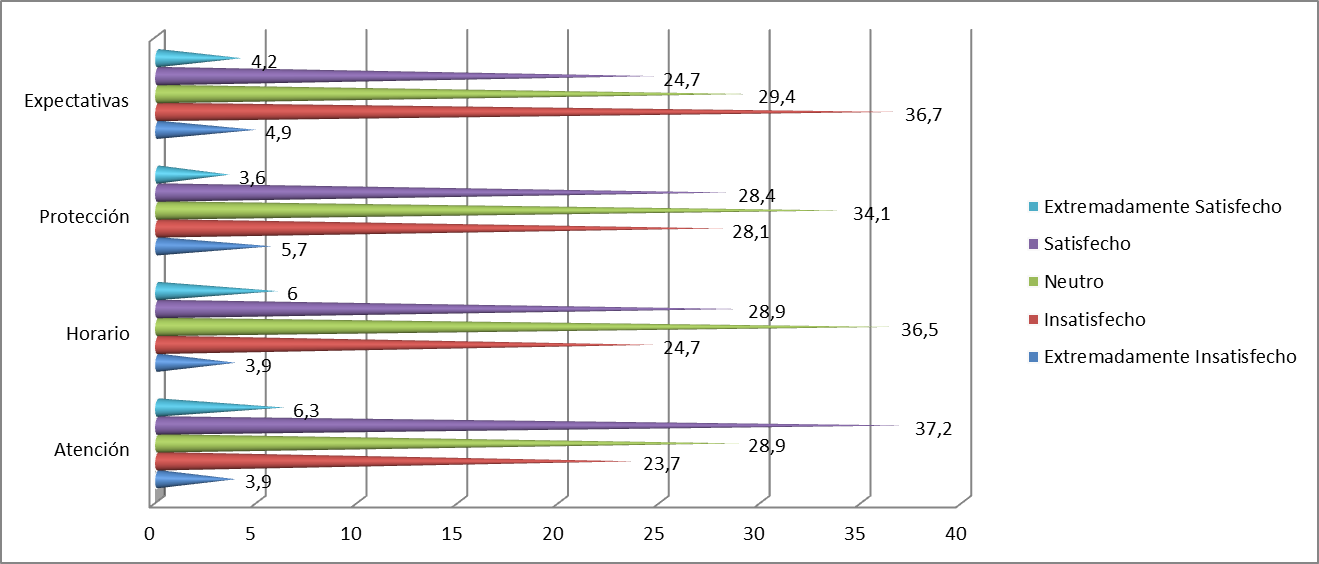 Expectativas
4,2
24,7
29,4
36,7
4,9
Protección
3,6
28,4
34,1
28,1
5,7
Horario
6
28,9
36,5
24,7
3,9
Atención
6,3
37,2
28,9
23,7
3,9
0 5 10 15 20 25 30 35 40
Extremadamente Satisfecho
Satisfecho
Neutro
Insatisfecho
Extremadamente Insatisfecho